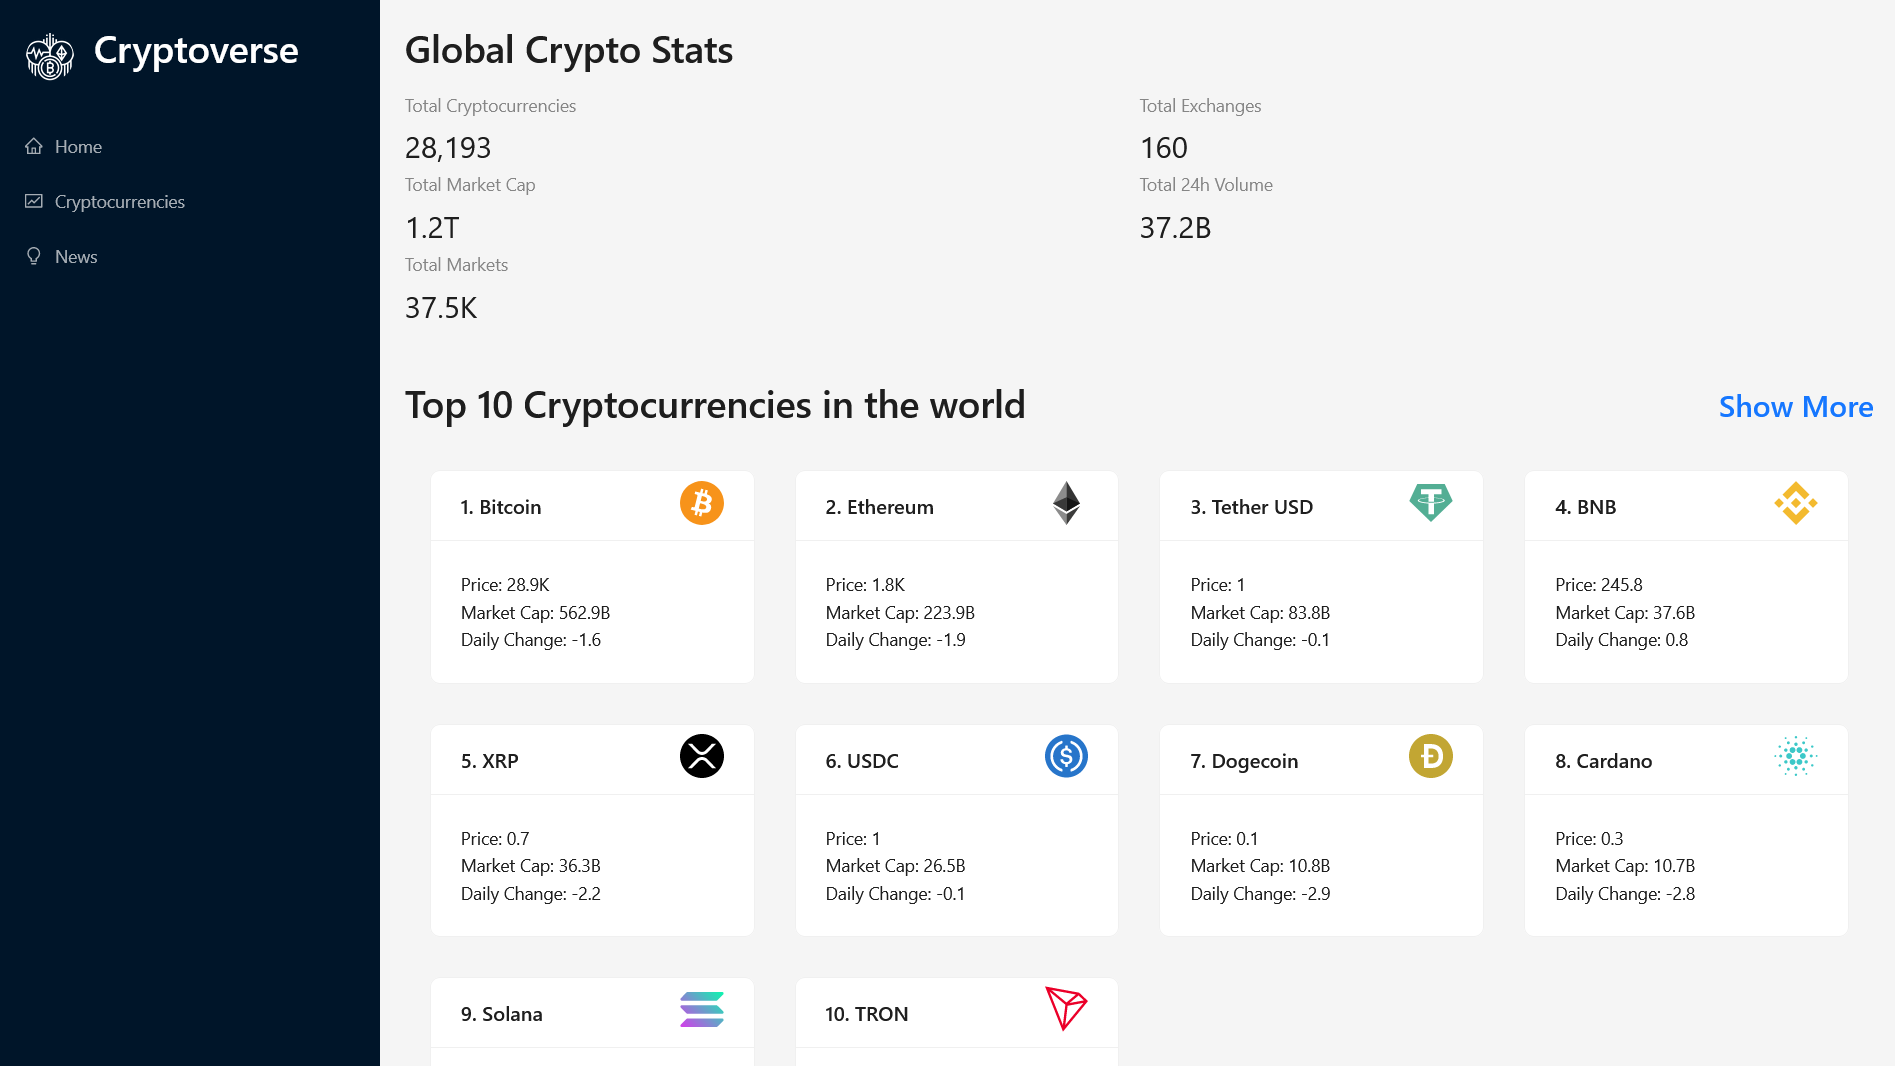 Cryptoverse
Home
Cryptocurrencies
News
Global Crypto Stats
Total Cryptocurrencies
28,193
Total Exchanges
160
Total Market Cap
1.2T
Total 24h Volume
37.2B
Total Markets
37.5K
Top 10 Cryptocurrencies in the world
Show More
1. Bitcoin
Price: 28.9K
Market Cap: 562.9B
Daily Change: -1.6
2. Ethereum
Price: 1.8K
Market Cap: 223.9B
Daily Change: -1.9
3. Tether USD
Price: 1
Market Cap: 83.8B
Daily Change: -0.1
4. BNB
Price: 245.8
Market Cap: 37.6B
Daily Change: 0.8
5. XRP
Price: 0.7
Market Cap: 36.3B
Daily Change: -2.2
6. USDC
Price: 1
Market Cap: 26.5B
Daily Change: -0.1
7. Dogecoin
Price: 0.1
Market Cap: 10.8B
Daily Change: -2.9
8. Cardano
Price: 0.3
Market Cap: 10.7B
Daily Change: -2.8
9. Solana
10. TRON